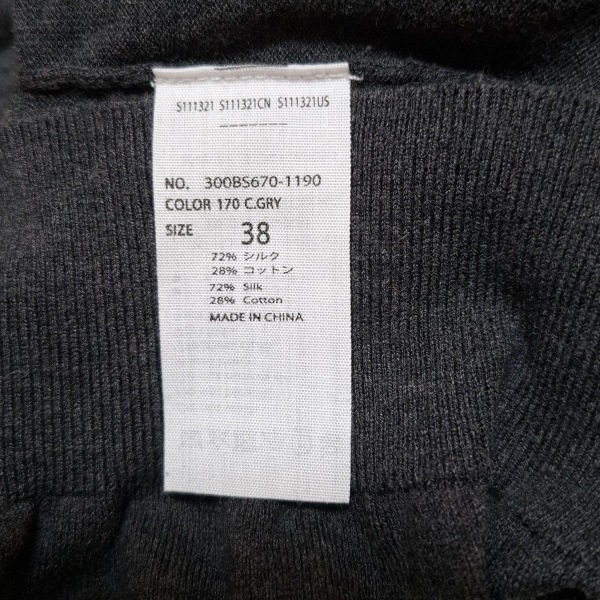 S111321 S111321CN S111321US
-------
NO. 300BS670-1190
COLOR 170 C.GRY
SIZE 38
72% シルク
28% コットン
72% Silk
28% Cotton
MADE IN CHINA